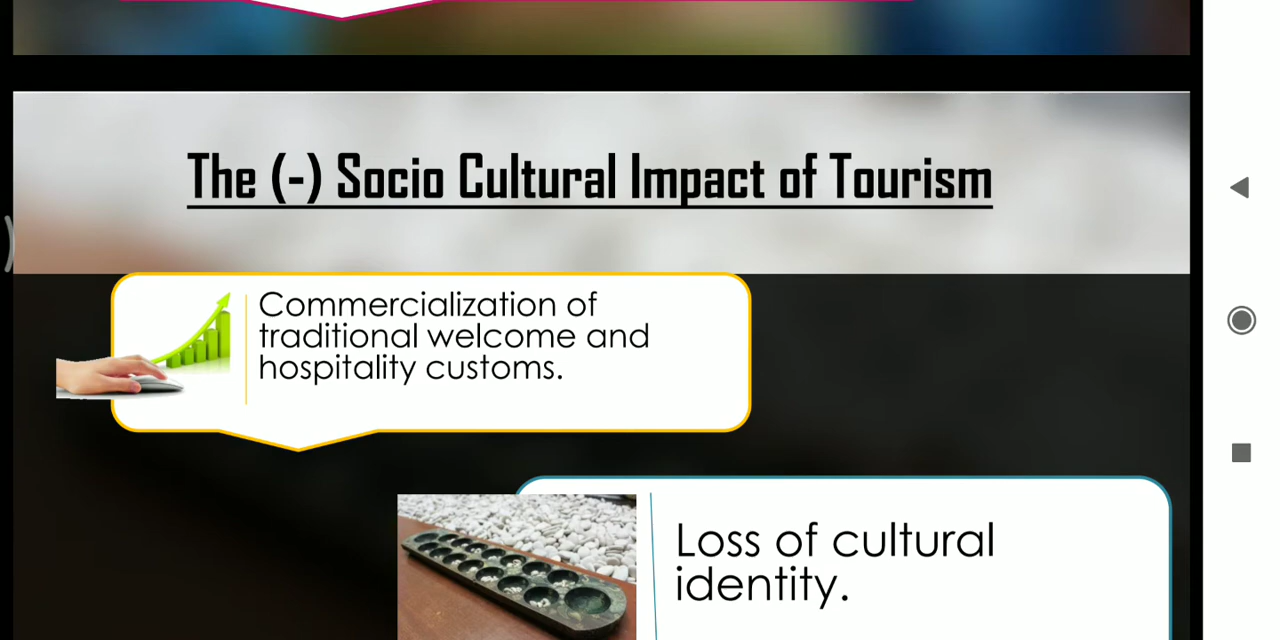 The (-) Socio Cultural Impact of Tourism
Commercialization of
traditional welcome and
hospitality customs.
Loss of cultural
identity.